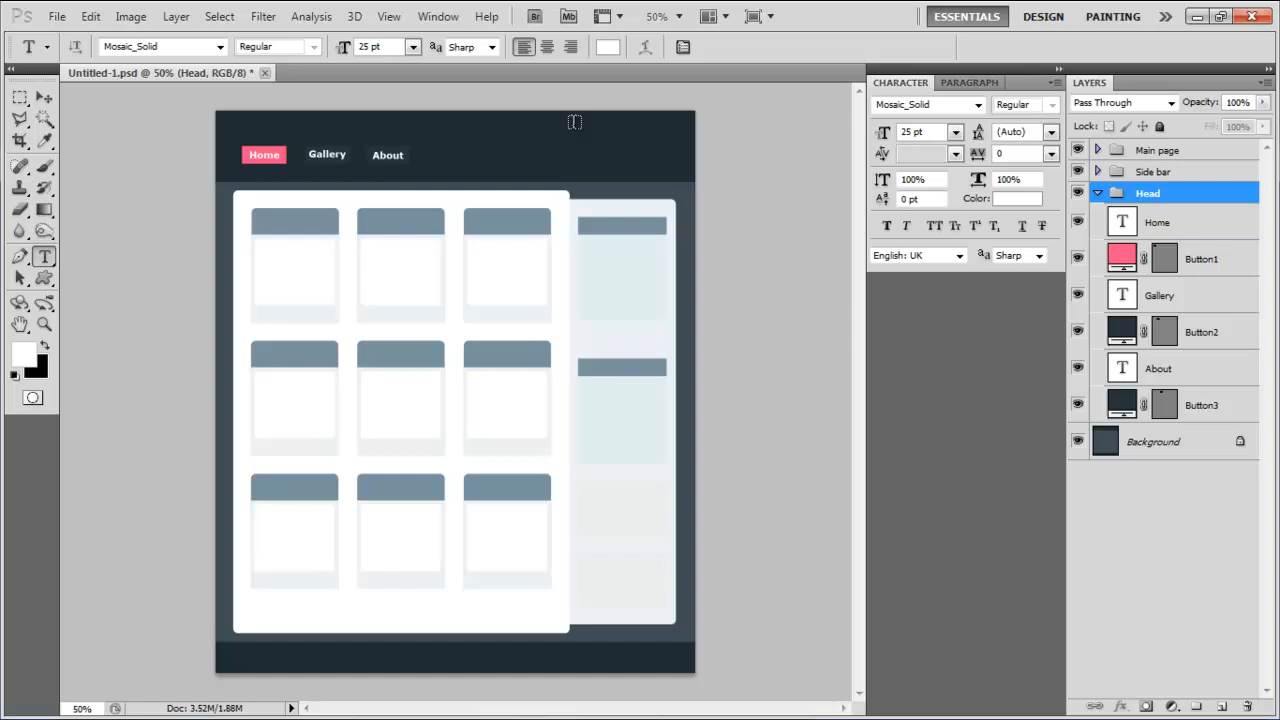 Ps File Edit Image Layer Select Filter Analysis 3D View Window Help Br Mb 50% ESSENTIALS DESIGN PAINTING
T Mosaic_Solid Regular 25 pt aa Sharp
Untitled-1.psd @ 50% (Head, RGB/8) *
CHARACTER PARAGRAPH
Mosaic_Solid Regular
25 pt (Auto)
0
100% 100%
0 pt Color:
English: UK aa Sharp
LAYERS
Pass Through Opacity: 100%
Lock: Fill: 100%
Main page
Side bar
Head
Home
Button1
Gallery
Button2
About
Button3
Background
Home Gallery About
50% Doc: 3.52M/1.88M